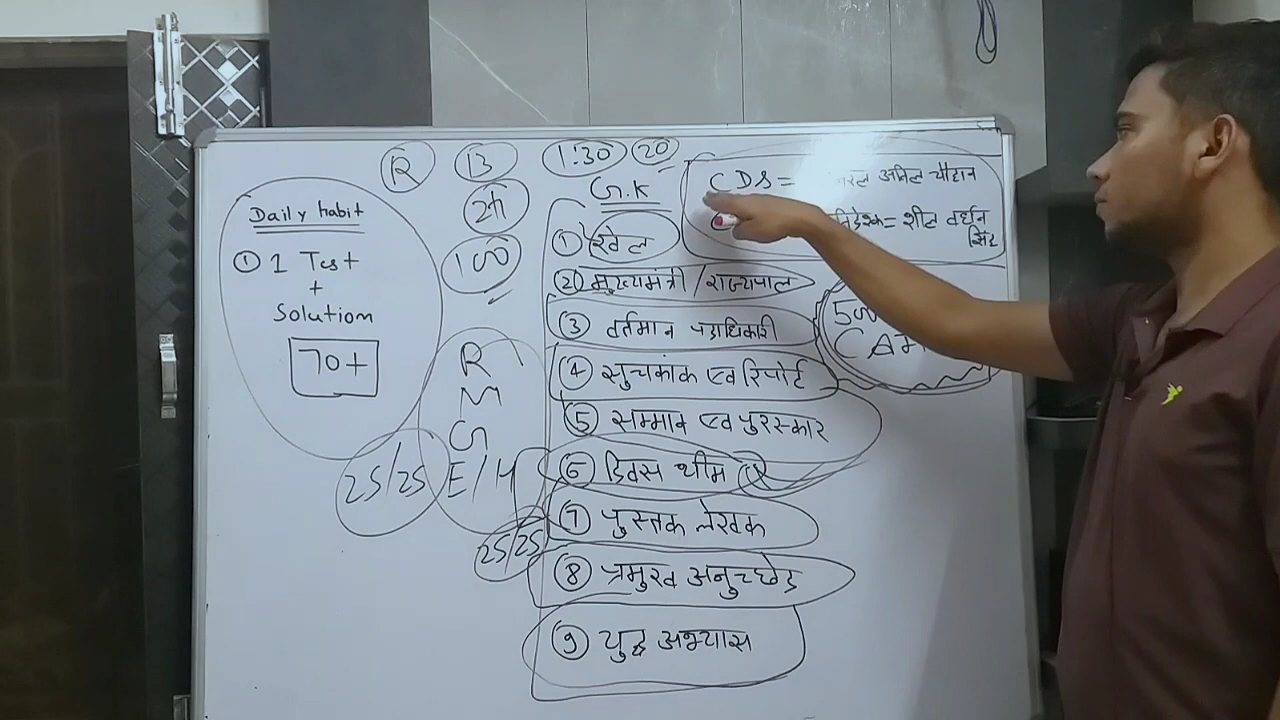 R 13 1:30 20
2h
100
Daily habit
① 1 Test
+
Solution
70+
25/25
R
M
G
E/H
25/25
G.K
① खेल
② मुख्यमंत्री/राज्यपाल
③ वर्तमान पदाधिकारी
④ सुचकांक एव रिपोर्ट
⑤ सम्मान एव पुरस्कार
⑥ दिवस थीम
⑦ पुस्तक लेखक
⑧ प्रमुख अनुच्छेद
⑨ युद्ध अभ्यास
CDS = अनिल चौहान
= शील वर्धन
सिंह